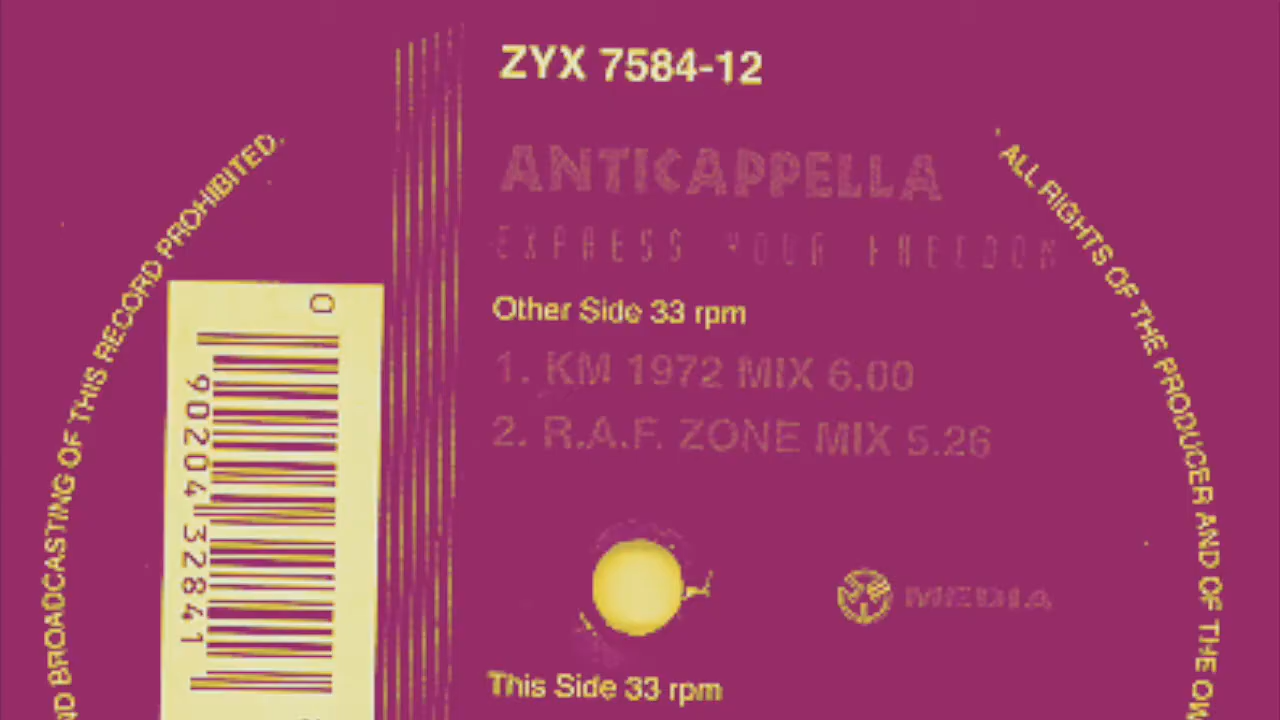 ZYX 7584-12
ANTICAPPELLA
EXPRESS YOUR FREEDOM
Other Side 33 rpm
1. KM 1972 MIX 6.00
2. R.A.F. ZONE MIX 5.26
MEDIA
This Side 33 rpm
0
90204 32841
BROADCASTING OF THIS RECORD PROHIBITED.
ALL RIGHTS OF THE PRODUCER AND OF THE